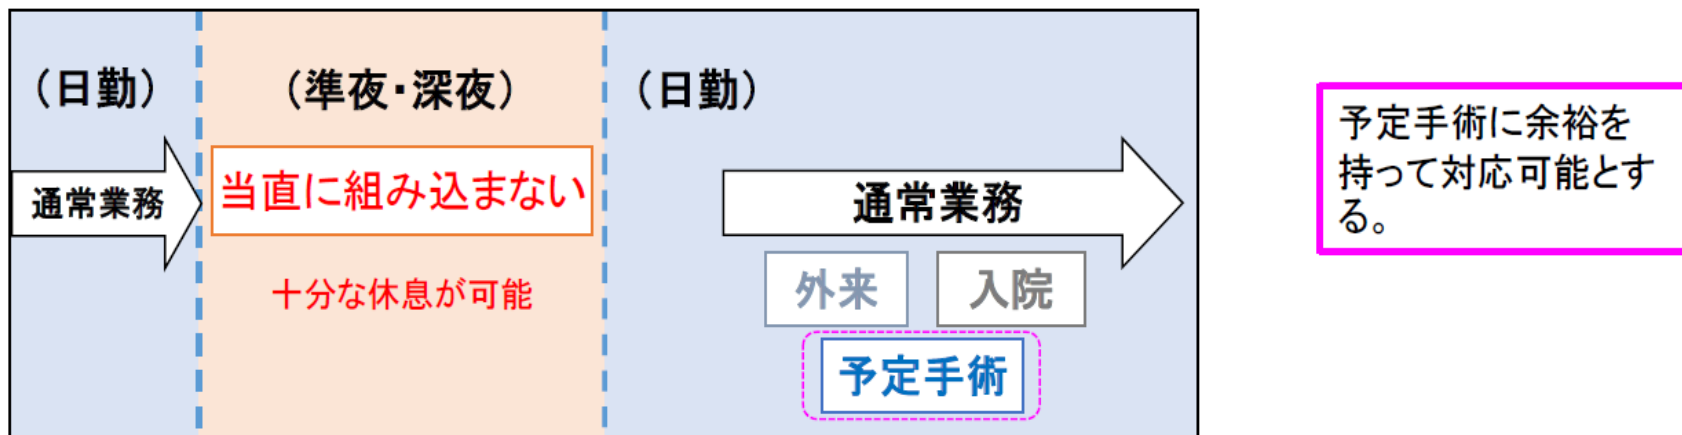 （日勤）
（準夜・深夜）
（日勤）
通常業務
当直に組み込まない
十分な休息が可能
通常業務
外来
入院
予定手術
予定手術に余裕を
持って対応可能とす
る。